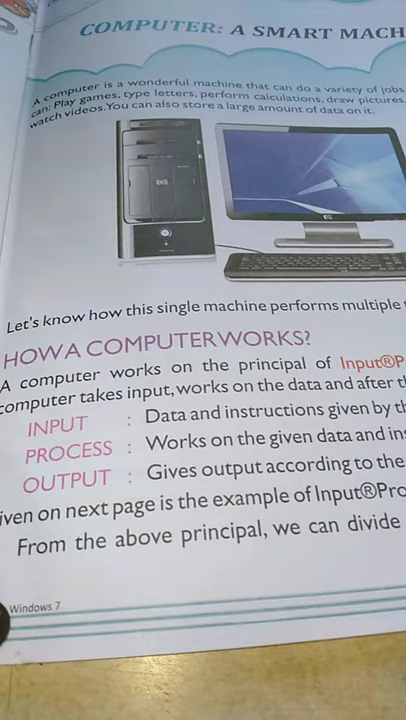 COMPUTER: A SMART MACH
A computer is a wonderful machine that can do a variety of jobs.
can: Play games, type letters, perform calculations, draw pictures,
watch videos.You can also store a large amount of data on it.
hp
hp
Let's know how this single machine performs multiple t
HOW A COMPUTER WORKS?
A computer works on the principal of Input®P
computer takes input, works on the data and after th
INPUT : Data and instructions given by th
PROCESS : Works on the given data and ins
OUTPUT : Gives output according to the
iven on next page is the example of Input®Pro
From the above principal, we can divide
Windows 7